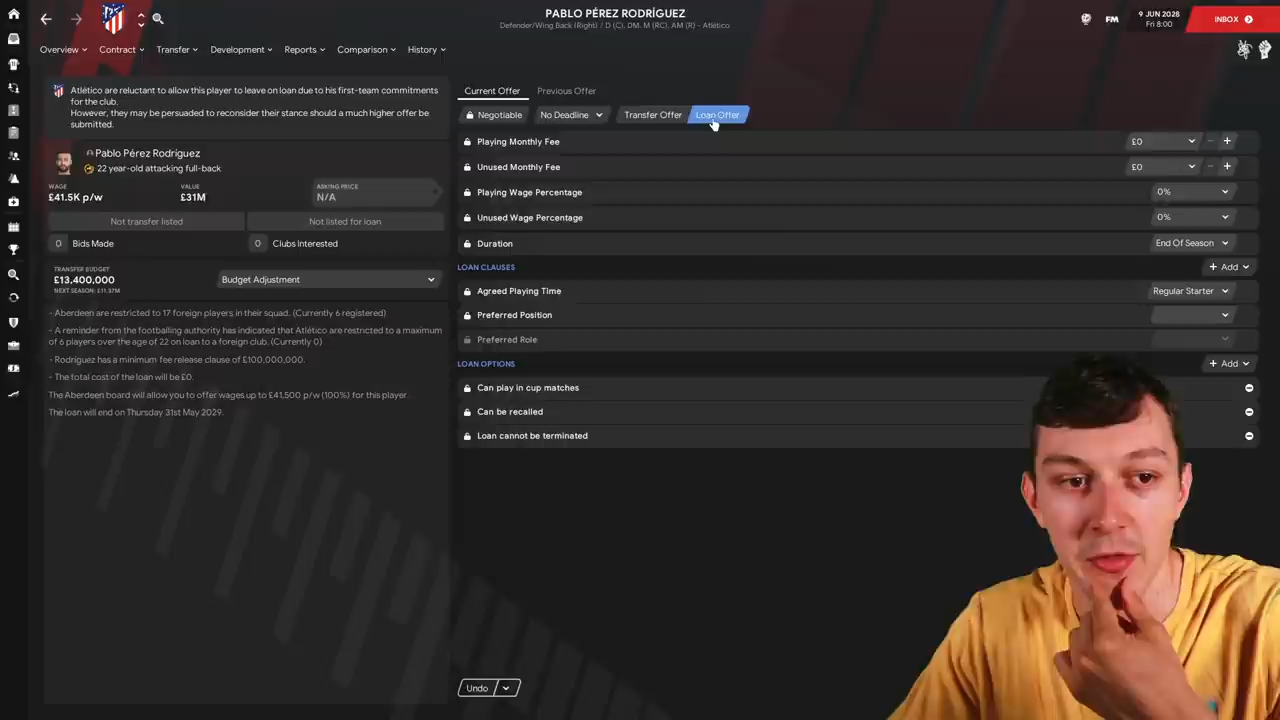 PABLO PÉREZ RODRÍGUEZ
Defender/Wing Back (Right) / D (C), DM, M (RC), AM (R) - Atlético
FM
9 JUN 2028
Fri 8:00
INBOX
Overview
Contract
Transfer
Development
Reports
Comparison
History
Atlético are reluctant to allow this player to leave on loan due to his first-team commitments
for the club.
However, they may be persuaded to reconsider their stance should a much higher offer be
submitted.
Pablo Pérez Rodríguez
22 year-old attacking full-back
WAGE
£41.5K p/w
VALUE
£31M
ASKING PRICE
N/A
Not transfer listed
Not listed for loan
0 Bids Made
0 Clubs Interested
TRANSFER BUDGET
£13,400,000
NEXT SEASON: £11.37M
Budget Adjustment
- Aberdeen are restricted to 17 foreign players in their squad. (Currently 6 registered)
- A reminder from the footballing authority has indicated that Atlético are restricted to a maximum
of 6 players over the age of 22 on loan to a foreign club. (Currently 0)
- Rodríguez has a minimum fee release clause of £100,000,000.
- The total cost of the loan will be £0.
The Aberdeen board will allow you to offer wages up to £41,500 p/w (100%) for this player.
The loan will end on Thursday 31st May 2029.
Current Offer
Previous Offer
Negotiable
No Deadline
Transfer Offer
Loan Offer
Playing Monthly Fee £0
Unused Monthly Fee £0
Playing Wage Percentage 0%
Unused Wage Percentage 0%
Duration End Of Season
LOAN CLAUSES + Add
Agreed Playing Time Regular Starter
Preferred Position
Preferred Role
LOAN OPTIONS + Add
Can play in cup matches
Can be recalled
Loan cannot be terminated
Undo